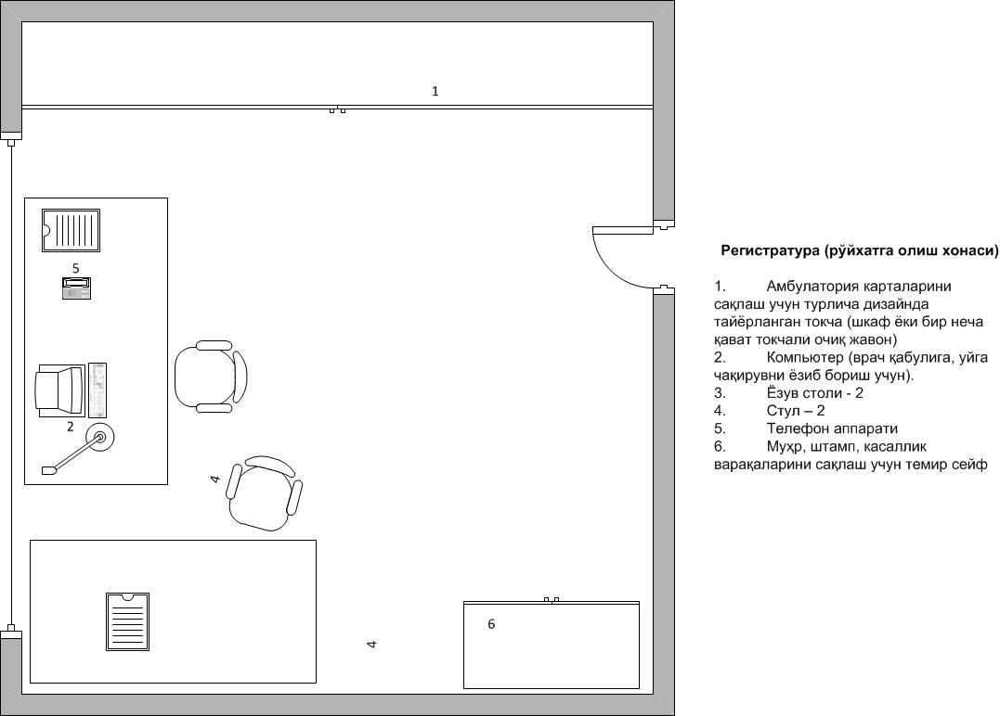 1
5
2
4
4
6
Регистратура (рўйхатга олиш хонаси)
1. Амбулатория карталарини
сақлаш учун турлича дизайнда
тайёрланган токча (шкаф ёки бир неча
қават токчали очиқ жавон)
2. Компьютер (врач қабулига, уйга
чақирувни ёзиб бориш учун).
3. Ёзув столи - 2
4. Стул – 2
5. Телефон аппарати
6. Муҳр, штамп, касаллик
варақаларини сақлаш учун темир сейф